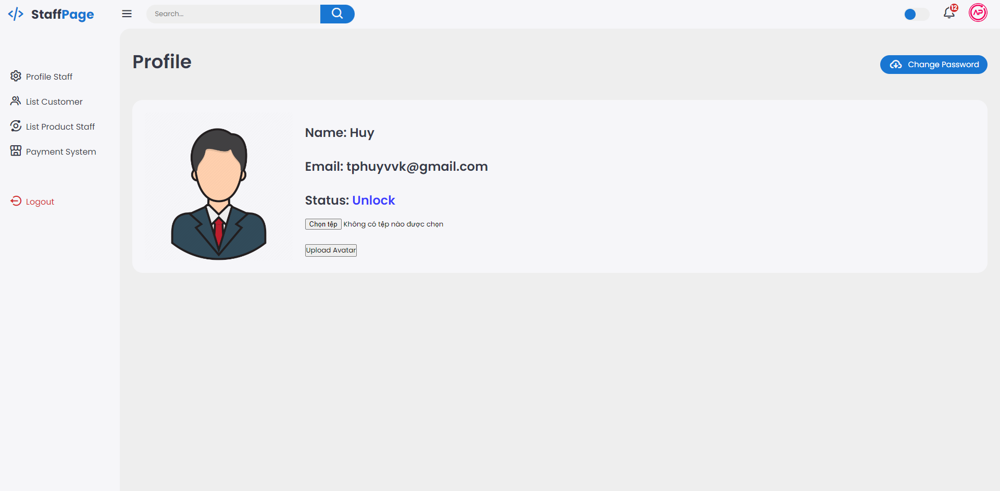 </> StaffPage
Search...
12
AP
Profile Staff
List Customer
List Product Staff
Payment System
Logout
Profile
Change Password
Name: Huy
Email: tphuyvvk@gmail.com
Status: Unlock
Chọn tệp Không có tệp nào được chọn
Upload Avatar